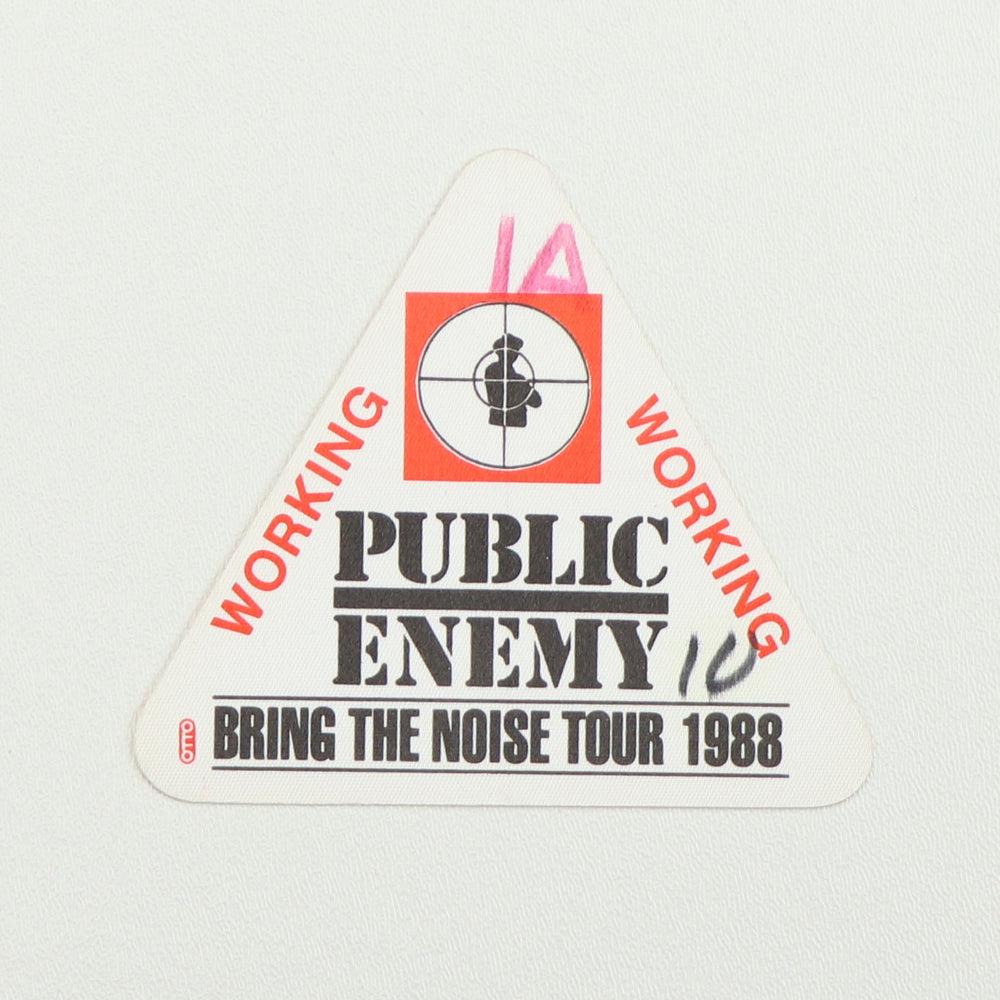 1A
WORKING
WORKING
PUBLIC
ENEMY
10
BRING THE NOISE TOUR 1988
OTTO